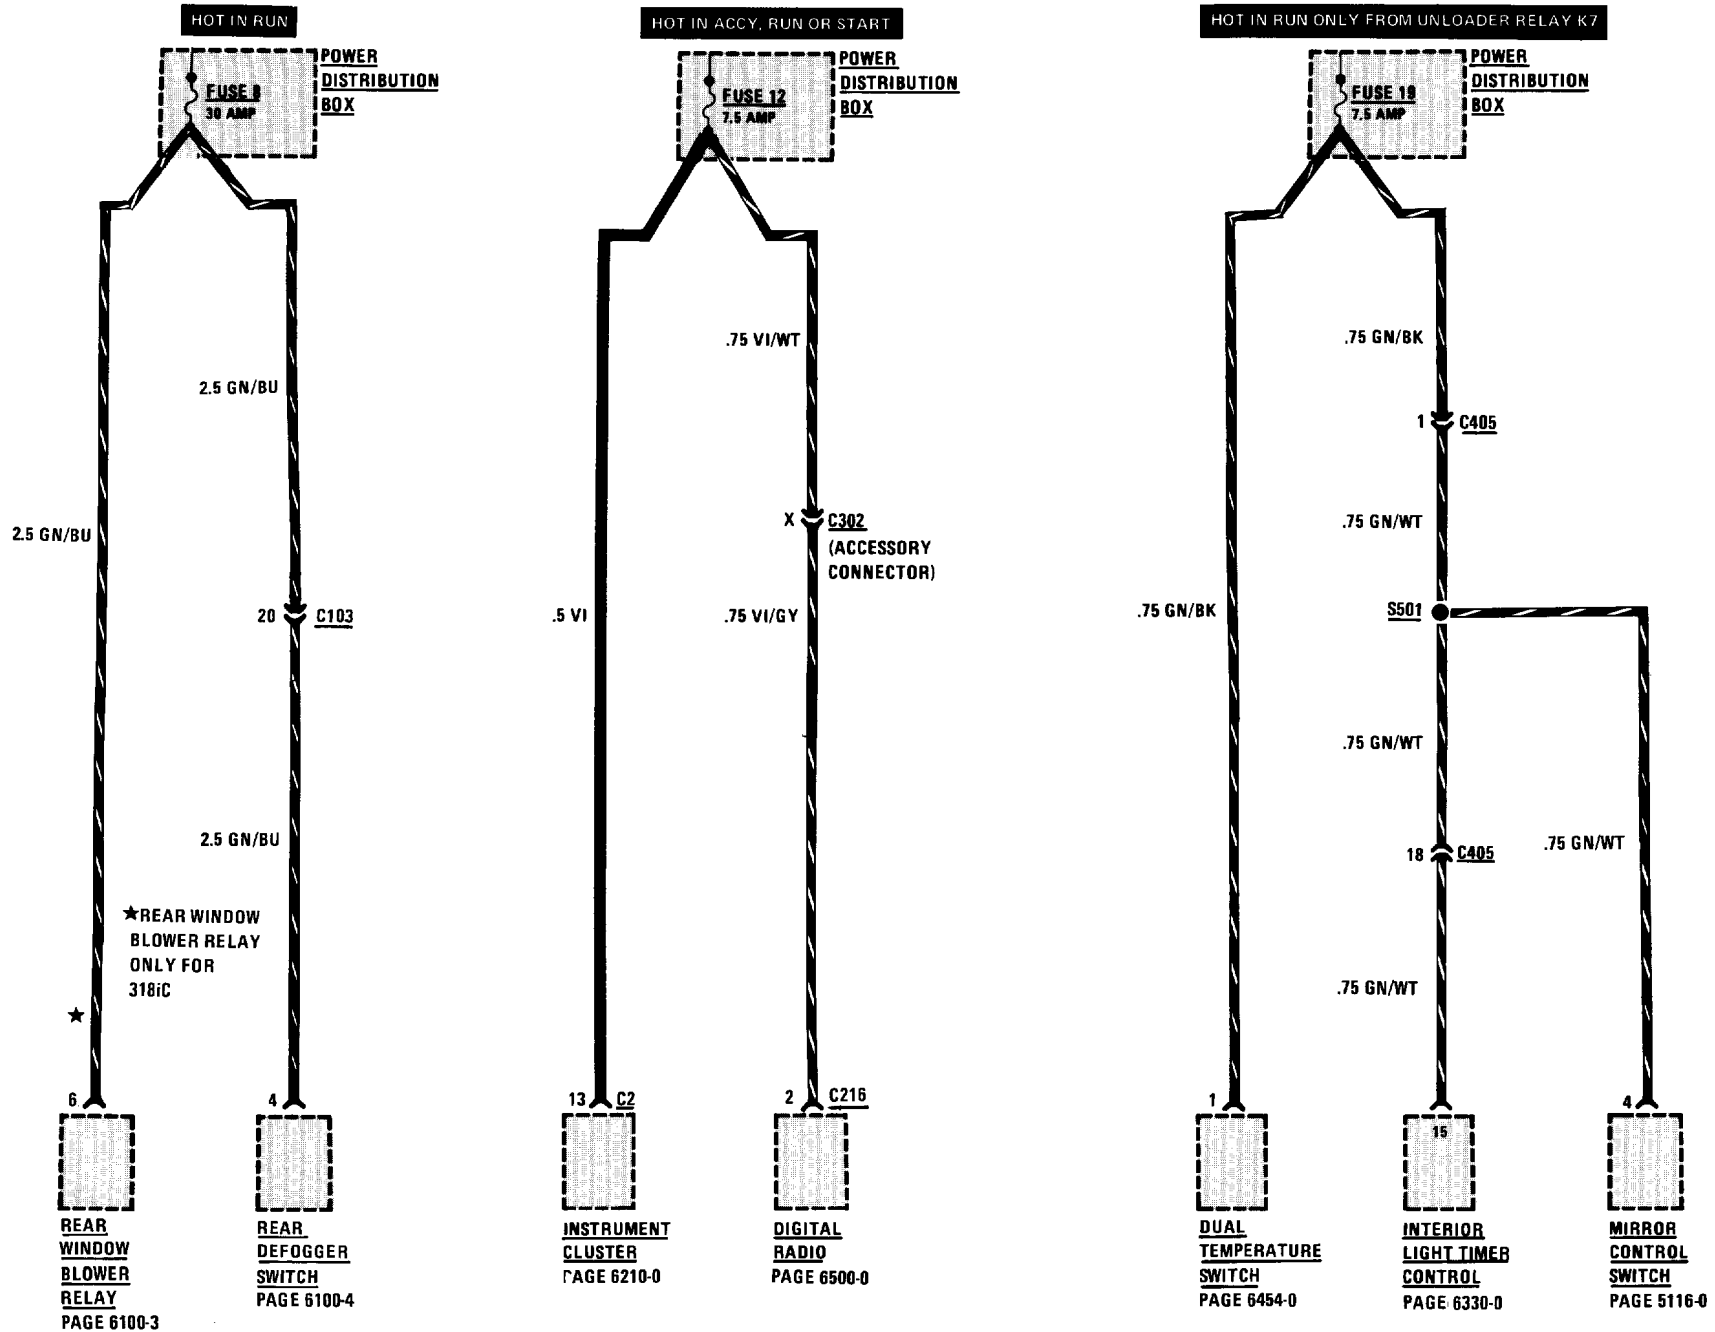 HOT IN RUN
POWER
DISTRIBUTION
BOX
FUSE 8
30 AMP
2.5 GN/BU
2.5 GN/BU
20
C103
2.5 GN/BU
★REAR WINDOW
BLOWER RELAY
ONLY FOR
318iC
★
6
REAR
WINDOW
BLOWER
RELAY
PAGE 6100-3
4
REAR
DEFOGGER
SWITCH
PAGE 6100-4
HOT IN ACCY, RUN OR START
POWER
DISTRIBUTION
BOX
FUSE 12
7.5 AMP
.75 VI/WT
X
C302
(ACCESSORY
CONNECTOR)
.5 VI
.75 VI/GY
13
C2
INSTRUMENT
CLUSTER
PAGE 6210-0
2
C216
DIGITAL
RADIO
PAGE 6500-0
HOT IN RUN ONLY FROM UNLOADER RELAY K7
POWER
DISTRIBUTION
BOX
FUSE 19
7.5 AMP
.75 GN/BK
1
C405
.75 GN/WT
.75 GN/BK
S501
.75 GN/WT
18
C405
.75 GN/WT
.75 GN/WT
1
DUAL
TEMPERATURE
SWITCH
PAGE 6454-0
15
INTERIOR
LIGHT TIMER
CONTROL
PAGE 6330-0
4
MIRROR
CONTROL
SWITCH
PAGE 5116-0